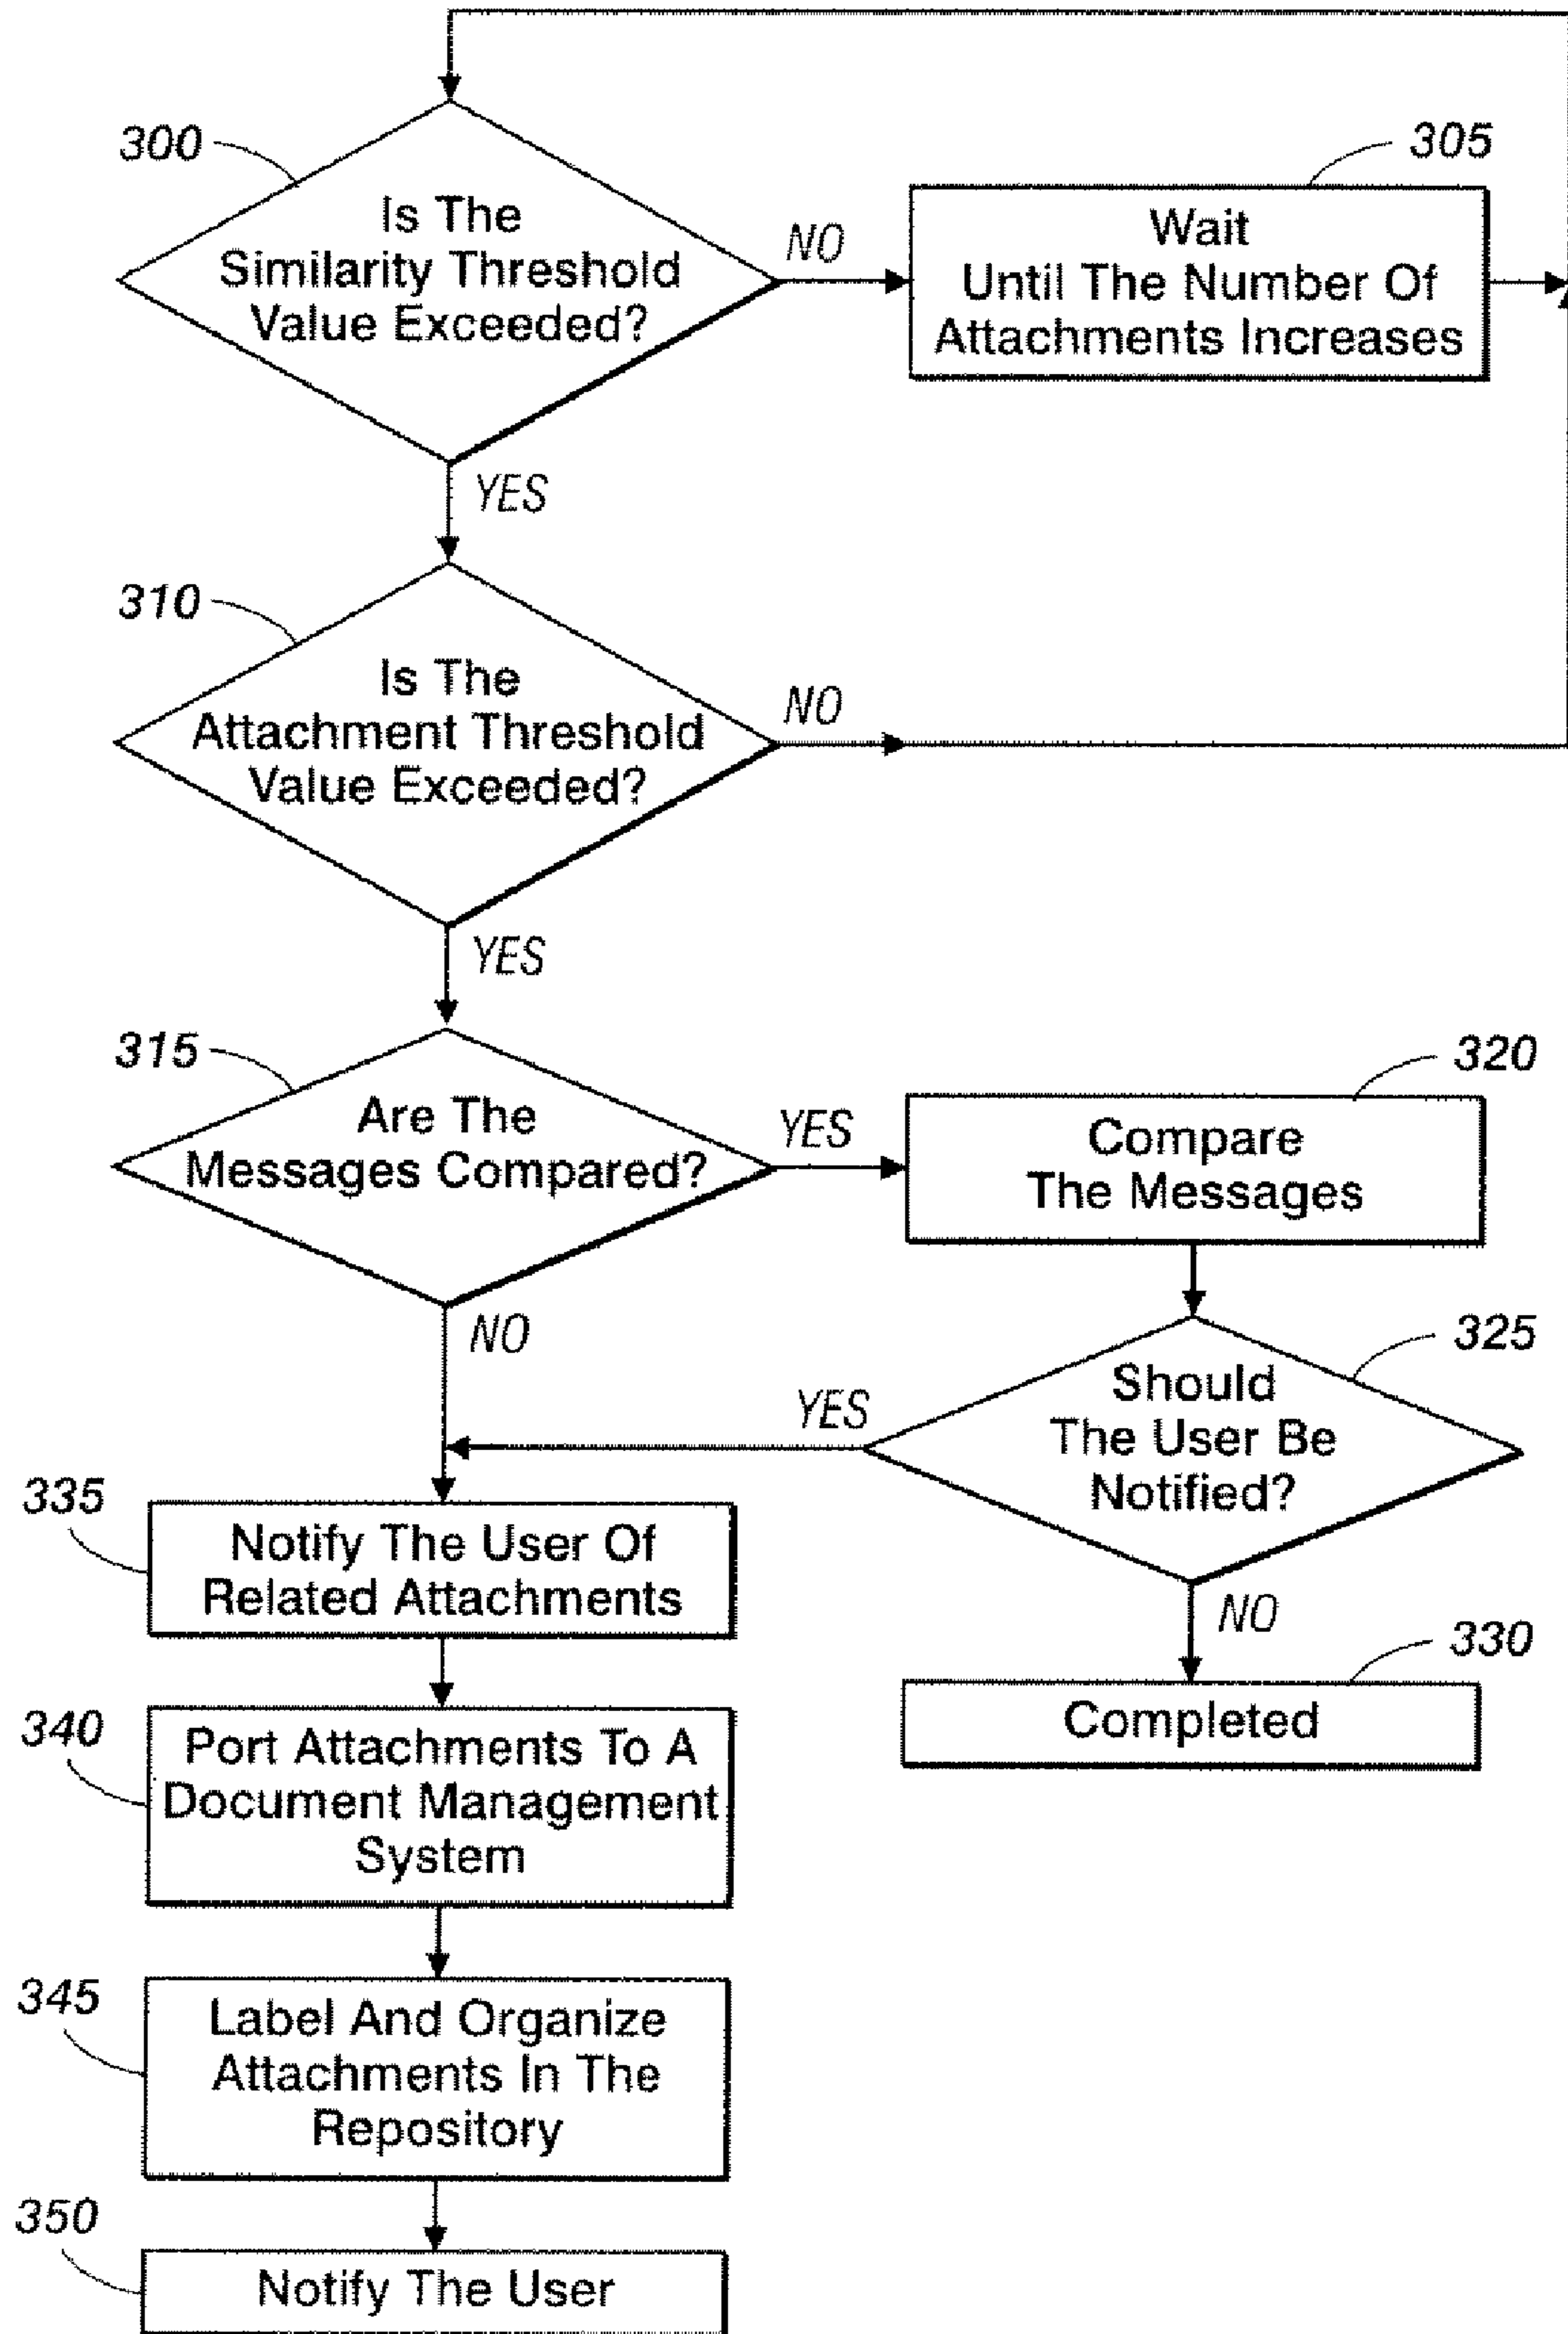 300
Is The
Similarity Threshold
Value Exceeded?
NO
305
Wait
Until The Number Of
Attachments Increases
YES
310
Is The
Attachment Threshold
Value Exceeded?
NO
YES
315
Are The
Messages Compared?
YES
320
Compare
The Messages
NO
325
Should
The User Be
Notified?
YES
NO
335
Notify The User Of
Related Attachments
330
Completed
340
Port Attachments To A
Document Management
System
345
Label And Organize
Attachments In The
Repository
350
Notify The User